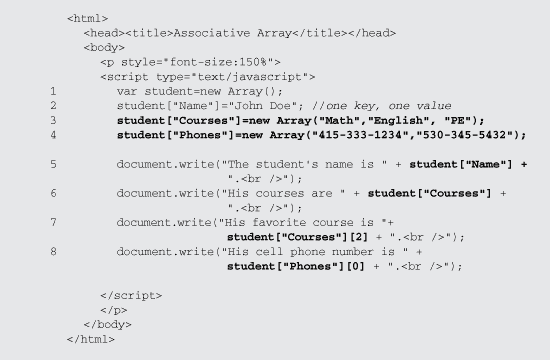 <html>
<head><title>Associative Array</title></head>
<body>
<p style="font-size:150%">
<script type="text/javascript">
1 var student=new Array();
2 student["Name"]="John Doe"; //one key, one value
3 student["Courses"]=new Array("Math","English", "PE");
4 student["Phones"]=new Array("415-333-1234","530-345-5432");
5 document.write("The student's name is " + student["Name"] +
".<br />");
6 document.write("His courses are " + student["Courses"] +
".<br />");
7 document.write("His favorite course is "+
student["Courses"][2] + ".<br />");
8 document.write("His cell phone number is " +
student["Phones"][0] + ".<br />");
</script>
</p>
</body>
</html>